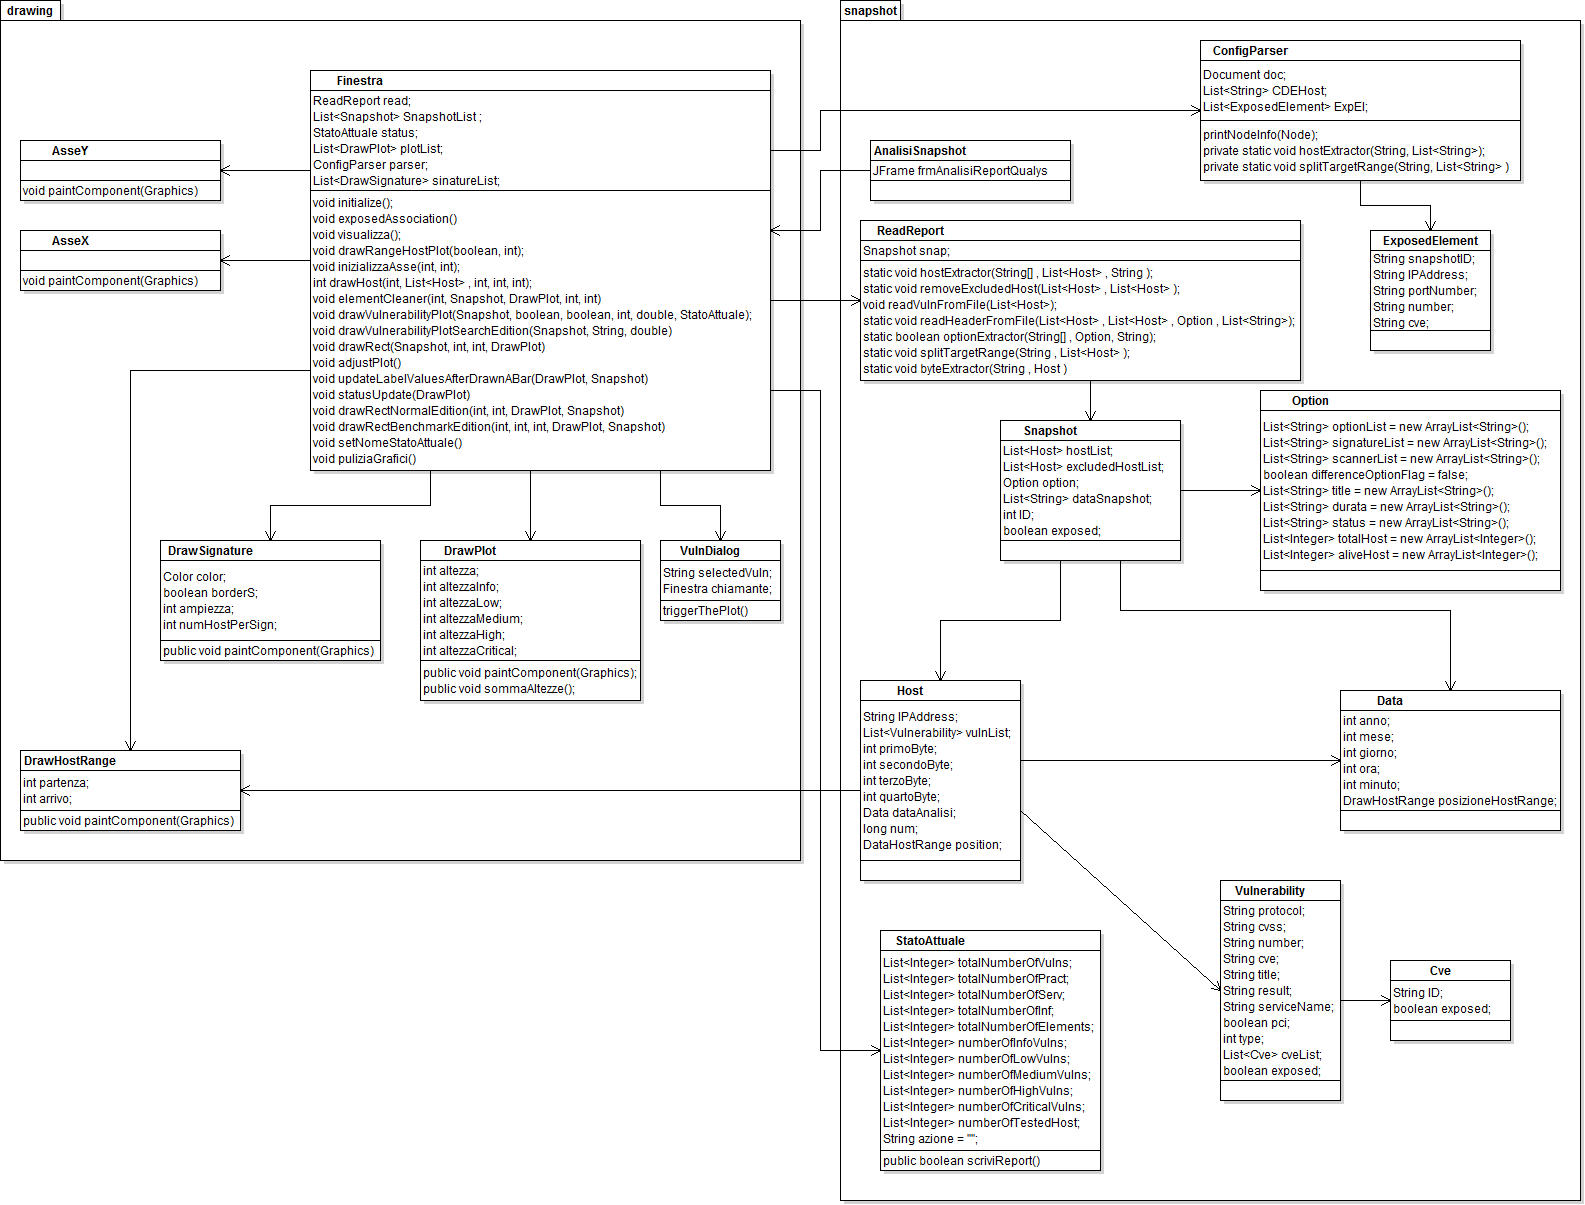 drawing
Finestra
ReadReport read;
List<Snapshot> SnapshotList ;
StatoAttuale status;
List<DrawPlot> plotList;
ConfigParser parser;
List<DrawSignature> sinatureList;
void initialize();
void exposedAssociation()
void visualizza();
void drawRangeHostPlot(boolean, int);
void inizializzaAsse(int, int);
int drawHost(int, List<Host> , int, int, int);
void elementCleaner(int, Snapshot, DrawPlot, int, int)
void drawVulnerabilityPlot(Snapshot, boolean, boolean, int, double, StatoAttuale);
void drawVulnerabilityPlotSearchEdition(Snapshot, String, double)
void drawRect(Snapshot, int, int, DrawPlot)
void adjustPlot()
void updateLabelValuesAfterDrawnABar(DrawPlot, Snapshot)
void statusUpdate(DrawPlot)
void drawRectNormalEdition(int, int, DrawPlot, Snapshot)
void drawRectBenchmarkEdition(int, int, int, DrawPlot, Snapshot)
void setNomeStatoAttuale()
void puliziaGrafici()
AsseY
void paintComponent(Graphics)
AsseX
void paintComponent(Graphics)
DrawSignature
Color color;
boolean borderS;
int ampiezza;
int numHostPerSign;
public void paintComponent(Graphics)
DrawPlot
int altezza;
int altezzaInfo;
int altezzaLow;
int altezzaMedium;
int altezzaHigh;
int altezzaCritical;
public void paintComponent(Graphics);
public void sommaAltezze();
VulnDialog
String selectedVuln;
Finestra chiamante;
triggerThePlot()
DrawHostRange
int partenza;
int arrivo;
public void paintComponent(Graphics)
snapshot
ConfigParser
Document doc;
List<String> CDEHost;
List<ExposedElement> ExpEl;
printNodeInfo(Node);
private static void hostExtractor(String, List<String>);
private static void splitTargetRange(String, List<String> )
AnalisiSnapshot
JFrame frmAnalisiReportQualys
ReadReport
Snapshot snap;
static void hostExtractor(String[] , List<Host> , String );
static void removeExcludedHost(List<Host> , List<Host> );
void readVulnFromFile(List<Host>);
static void readHeaderFromFile(List<Host> , List<Host> , Option , List<String>);
static boolean optionExtractor(String[] , Option, String);
static void splitTargetRange(String , List<Host> );
static void byteExtractor(String , Host )
ExposedElement
String snapshotID;
String IPAddress;
String portNumber;
String number;
String cve;
Snapshot
List<Host> hostList;
List<Host> excludedHostList;
Option option;
List<String> dataSnapshot;
int ID;
boolean exposed;
Option
List<String> optionList = new ArrayList<String>();
List<String> signatureList = new ArrayList<String>();
List<String> scannerList = new ArrayList<String>();
boolean differenceOptionFlag = false;
List<String> title = new ArrayList<String>();
List<String> durata = new ArrayList<String>();
List<String> status = new ArrayList<String>();
List<Integer> totalHost = new ArrayList<Integer>();
List<Integer> aliveHost = new ArrayList<Integer>();
Host
String IPAddress;
List<Vulnerability> vulnList;
int primoByte;
int secondoByte;
int terzoByte;
int quartoByte;
Data dataAnalisi;
long num;
DataHostRange position;
Data
int anno;
int mese;
int giorno;
int ora;
int minuto;
DrawHostRange posizioneHostRange;
Vulnerability
String protocol;
String cvss;
String number;
String cve;
String title;
String result;
String serviceName;
boolean pci;
int type;
List<Cve> cveList;
boolean exposed;
Cve
String ID;
boolean exposed;
StatoAttuale
List<Integer> totalNumberOfVulns;
List<Integer> totalNumberOfPract;
List<Integer> totalNumberOfServ;
List<Integer> totalNumberOfInf;
List<Integer> totalNumberOfElements;
List<Integer> numberOfInfoVulns;
List<Integer> numberOfLowVulns;
List<Integer> numberOfMediumVulns;
List<Integer> numberOfHighVulns;
List<Integer> numberOfCriticalVulns;
List<Integer> numberOfTestedHost;
String azione = "";
public boolean scriviReport()